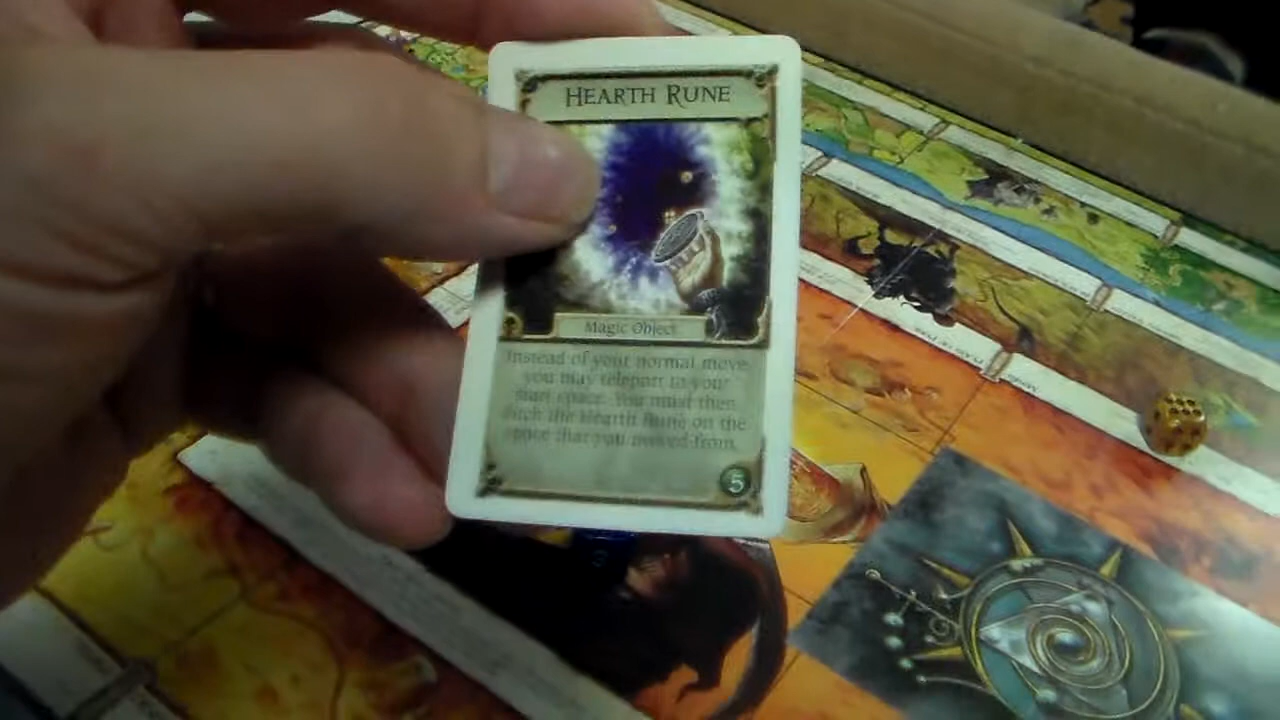 HEARTH RUNE
Magic Object
Instead of your normal move,
you may teleport to your
start space. You must then
ditch the Hearth Rune on the
space that you moved from.
5